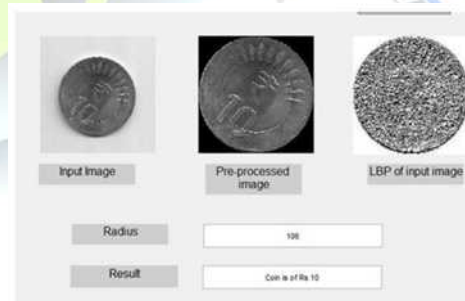 Input Image
Pre-processed
image
LBP of input image
Radius
108
Result
Coin is of Rs 10